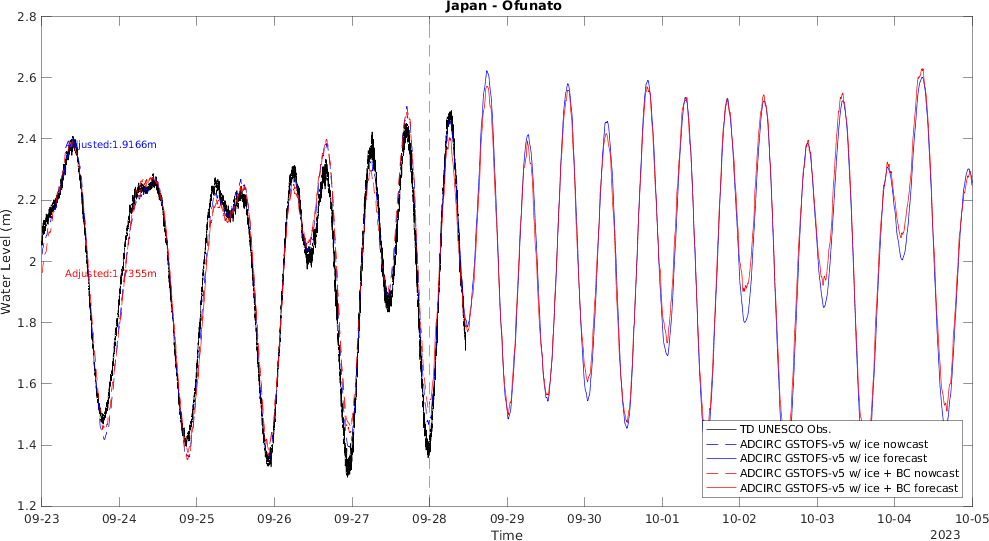 Japan - Ofunato
2.8
2.6
2.4
2.2
2
1.8
1.6
1.4
1.2
Water Level (m)
Adjusted:1.9166m
Adjusted:1.7355m
TD UNESCO Obs.
ADCIRC GSTOFS-v5 w/ ice nowcast
ADCIRC GSTOFS-v5 w/ ice forecast
ADCIRC GSTOFS-v5 w/ ice + BC nowcast
ADCIRC GSTOFS-v5 w/ ice + BC forecast
09-23 09-24 09-25 09-26 09-27 09-28 09-29 09-30 10-01 10-02 10-03 10-04 10-05
Time
2023